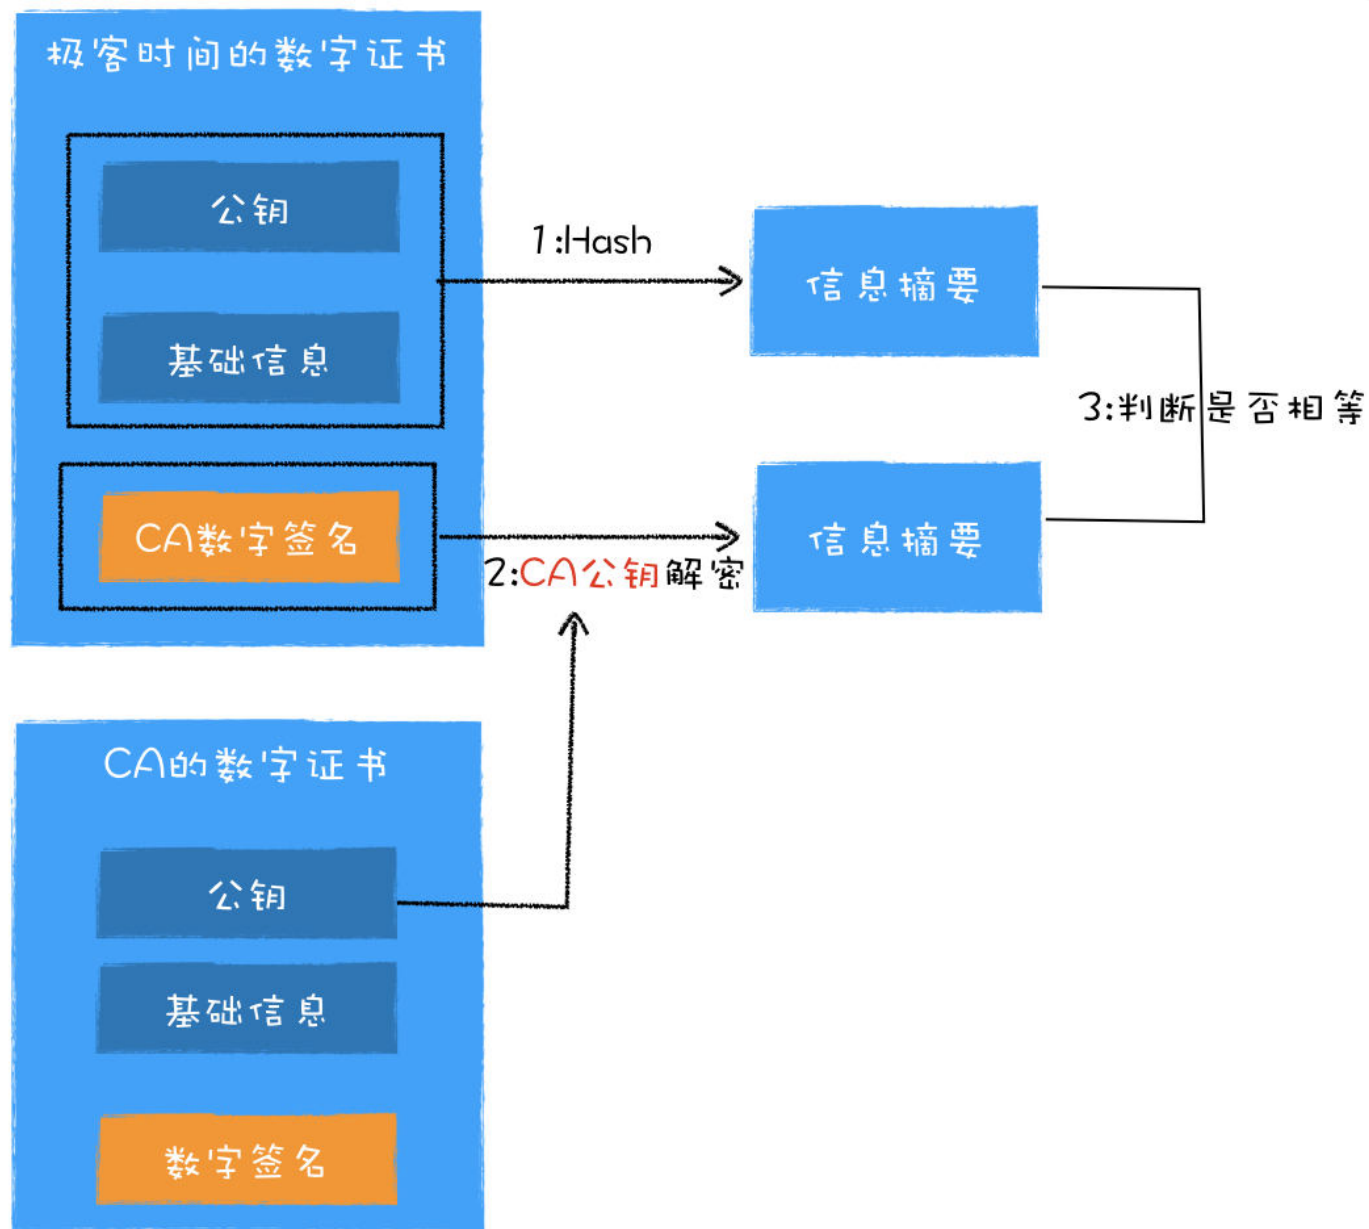 极客时间的数字证书
公钥
1:Hash
信息摘要
基础信息
3:判断是否相等
CA数字签名
信息摘要
2:CA公钥解密
CA的数字证书
公钥
基础信息
数字签名